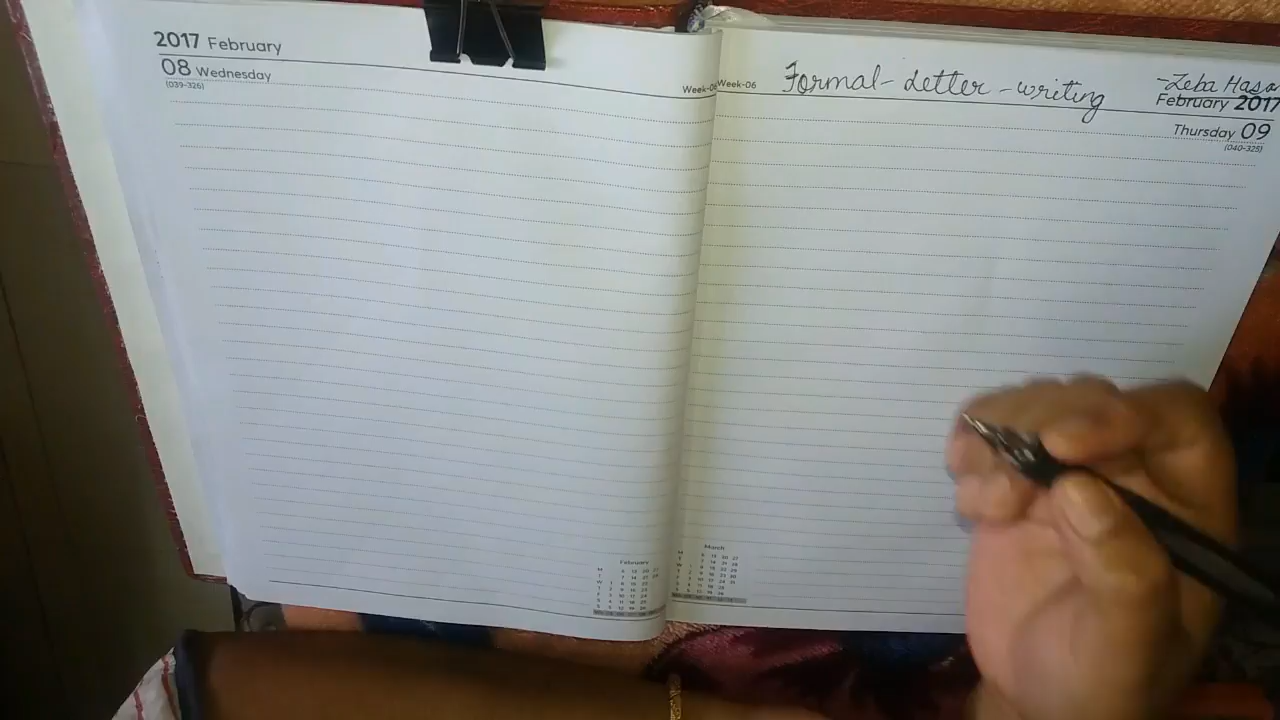 2017 February
08 Wednesday
(039-326)
Week-06
Week-06
Formal-Letter-writing
-Zeba Hasa
February 2017
Thursday 09
(040-325)
February
March